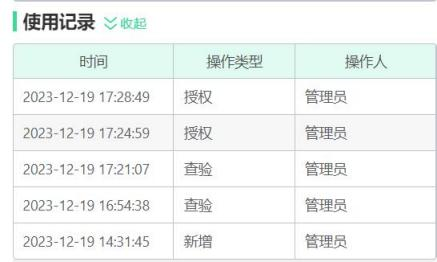 使用记录 收起
时间 操作类型 操作人
2023-12-19 17:28:49 授权 管理员
2023-12-19 17:24:59 授权 管理员
2023-12-19 17:21:07 查验 管理员
2023-12-19 16:54:38 查验 管理员
2023-12-19 14:31:45 新增 管理员